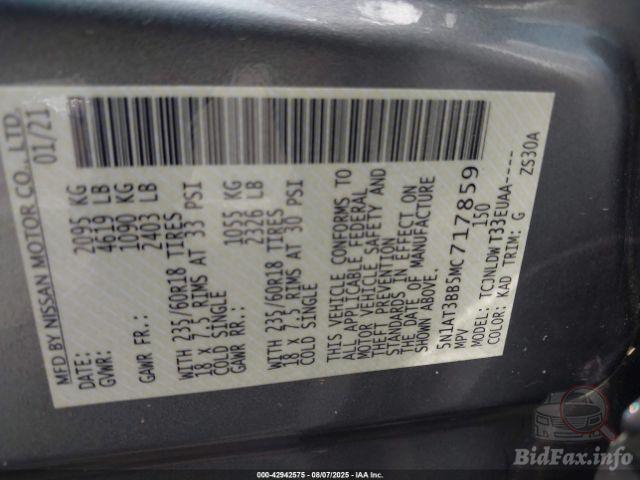 MFD BY NISSAN MOTOR CO., LTD.
DATE: 01/21
GVWR: 2095 KG
4619 LB
GAWR FR.: 1090 KG
2403 LB
WITH 235/60R18 TIRES
18 X 7.5 RIMS AT 33 PSI
COLD SINGLE
GAWR RR.: 1055 KG
2326 LB
WITH 235/60R18 TIRES
18 X 7.5 RIMS AT 30 PSI
COLD SINGLE
THIS VEHICLE CONFORMS TO
ALL APPLICABLE FEDERAL
MOTOR VEHICLE SAFETY AND
THEFT PREVENTION
STANDARDS IN EFFECT ON
THE DATE OF MANUFACTURE
SHOWN ABOVE.
5N1AT3BB5MC717859
MPV 150
MODEL: TCJNLDW T33EUAA----
COLOR: KAD TRIM: G ZS30A
BidFax.info
000-42942575 - 08/07/2025 - IAA Inc.